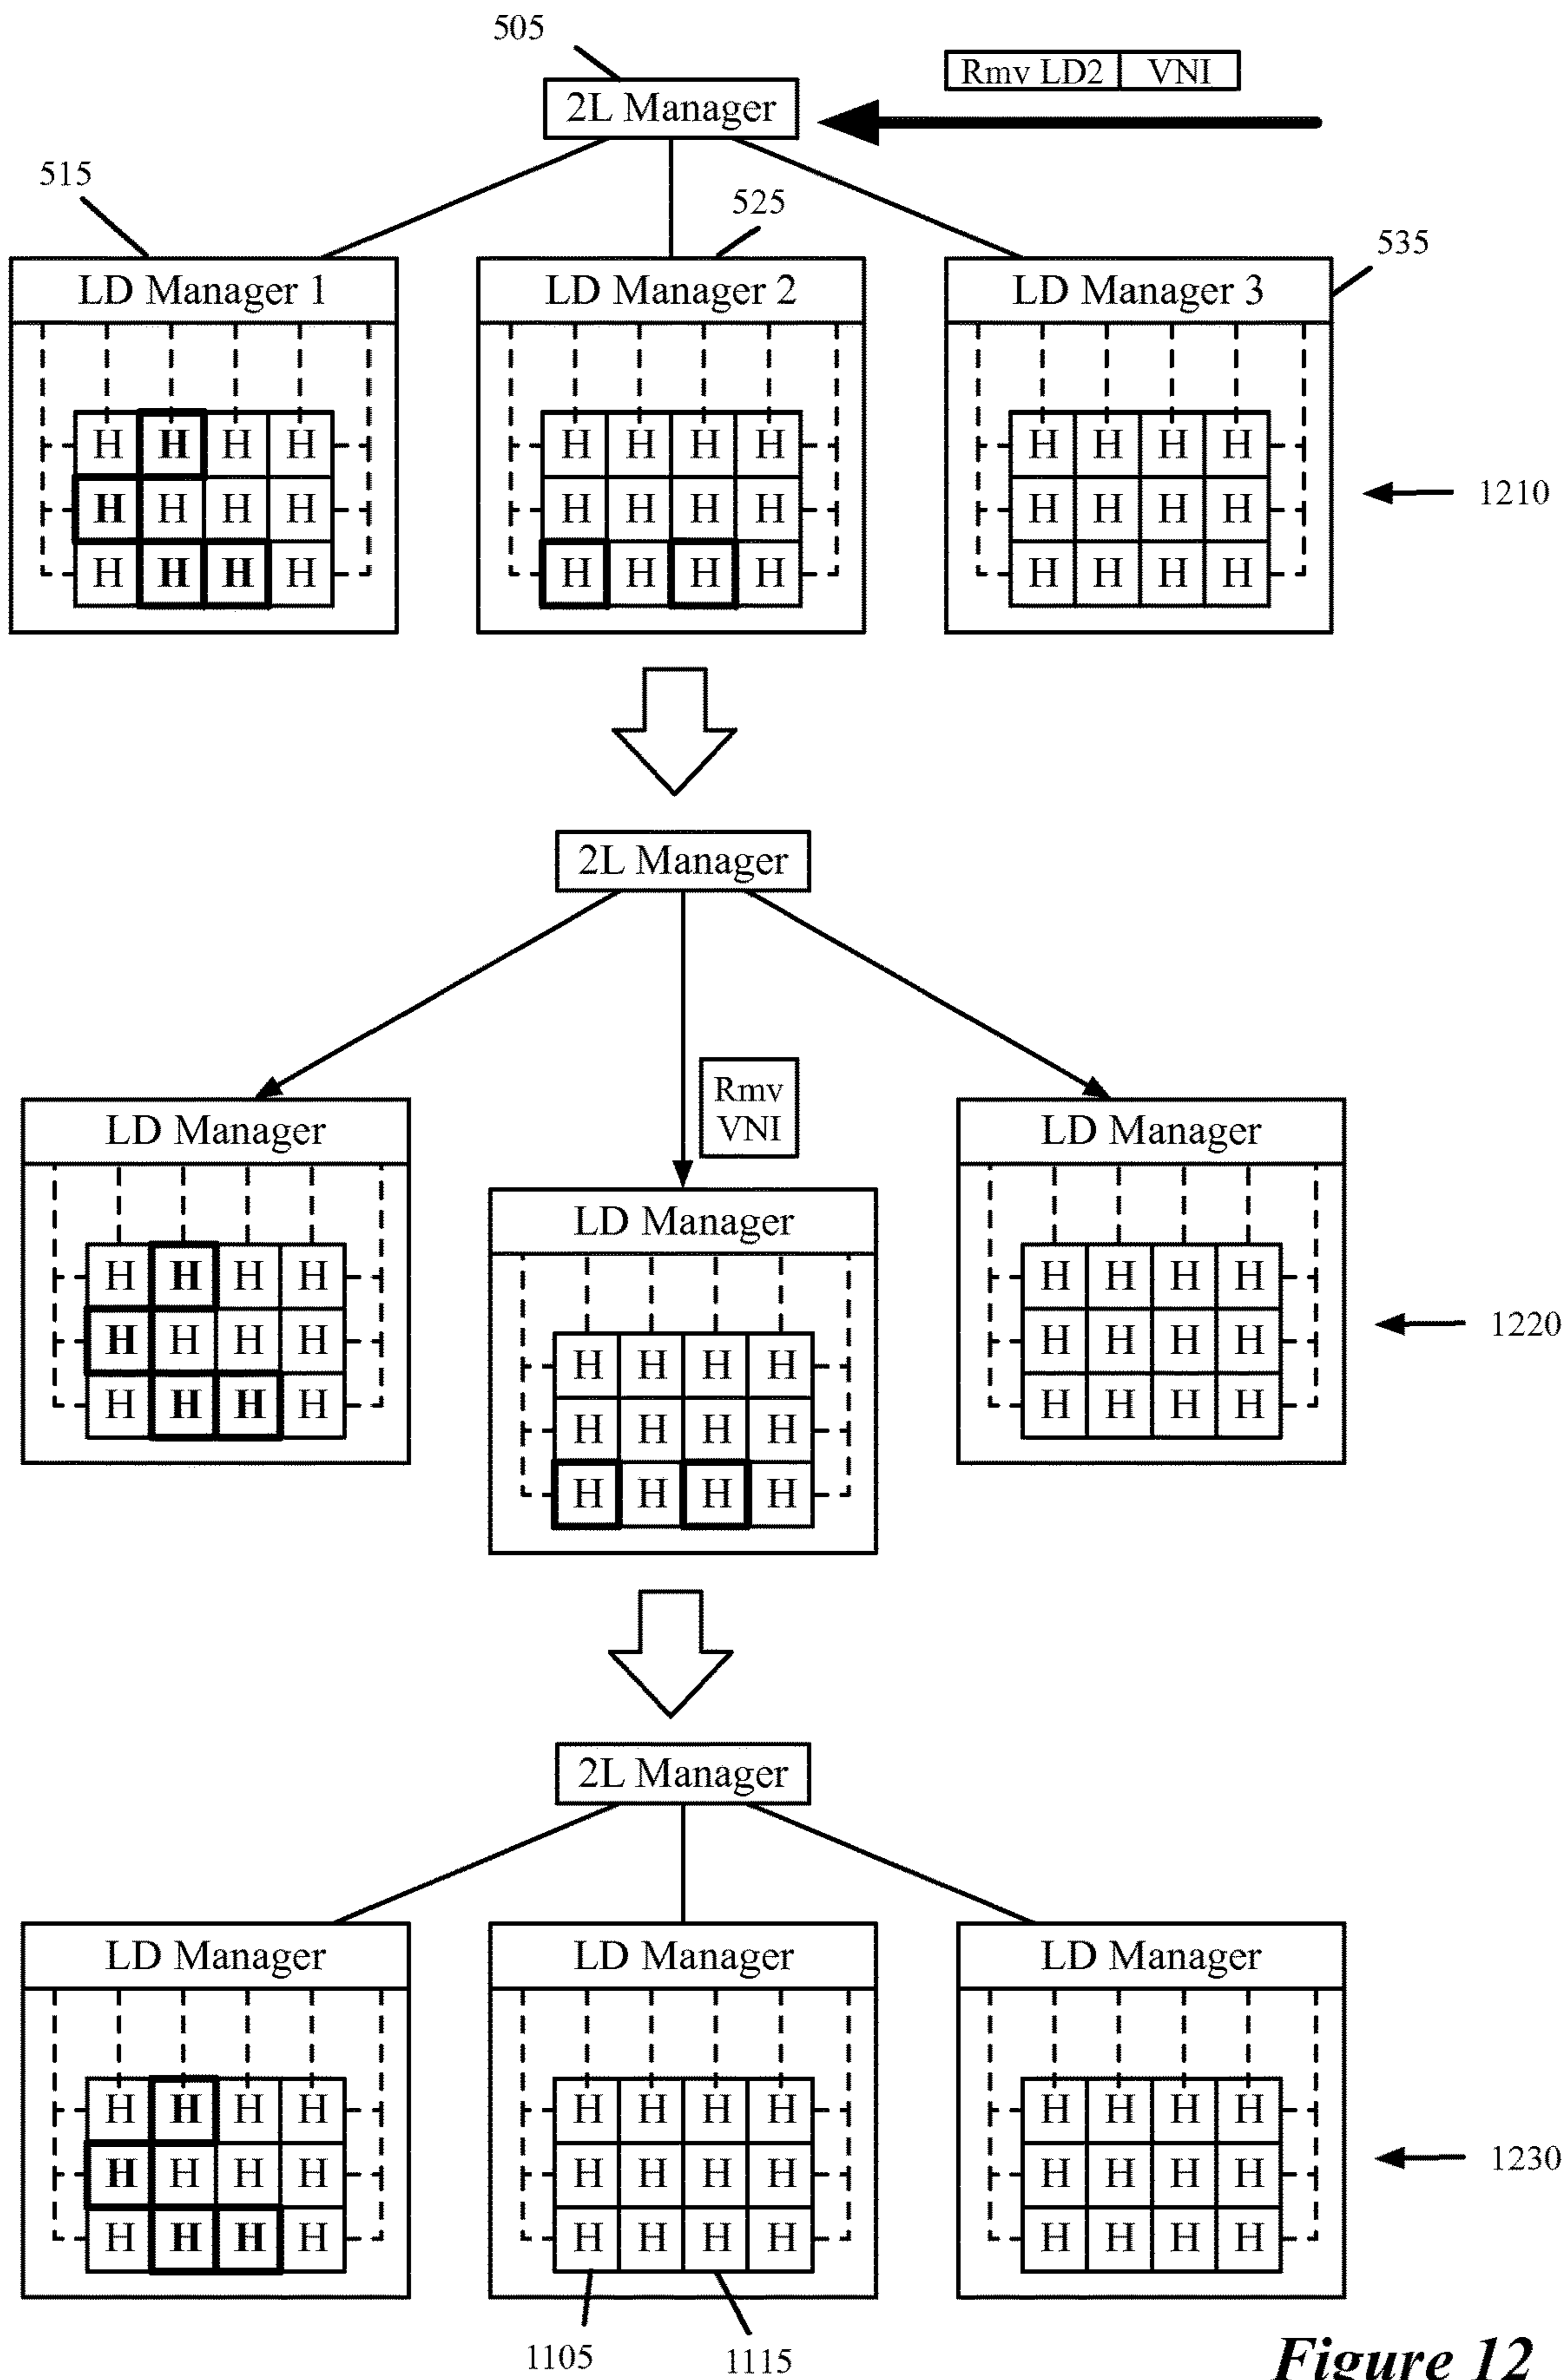 505
Rmv LD2 VNI
2L Manager
515
525
535
LD Manager 1 LD Manager 2 LD Manager 3
H H H H H H H H H H H H
H H H H H H H H H H H H 1210
H H H H H H H H H H H H
2L Manager
Rmv
VNI
LD Manager LD Manager
LD Manager
H H H H H H H H
H H H H H H H H 1220
H H H H
H H H H H H H H
H H H H
H H H H
2L Manager
LD Manager LD Manager LD Manager
H H H H H H H H H H H H
H H H H H H H H H H H H 1230
H H H H H H H H H H H H
1105 1115
Figure 12